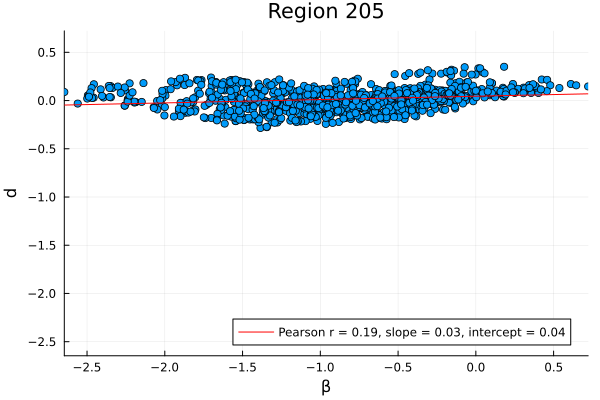 Region 205
0.5
0.0
−0.5
−1.0
−1.5
−2.0
−2.5
d
Pearson r = 0.19, slope = 0.03, intercept = 0.04
−2.5 −2.0 −1.5 −1.0 −0.5 0.0 0.5
β